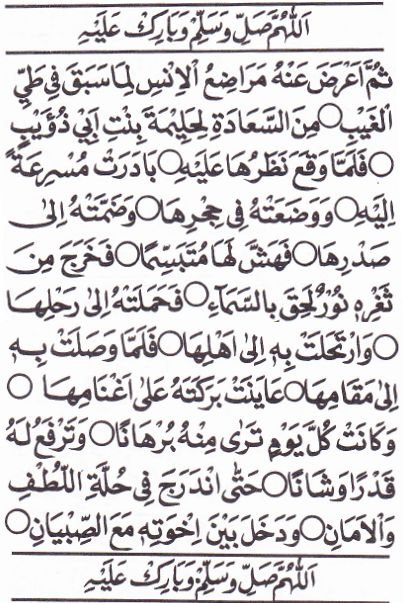 اَللّٰهُمَّ صَلِّ وَسَلِّمْ وَبَارِكْ عَلَيْهِ
ثُمَّ اَعْرَضَ عَنْهُ مَرَاضِعُ الْاِنْسِ لِمَا سَبَقَ فِيْ طَيِّ
الْغَيْبِ ○ مِنَ السَّعَادَةِ لِحَلِيْمَةَ بِنْتِ اَبِيْ ذُؤَيْبٍ
○ فَلَمَّا وَقَعَ نَظَرُهَا عَلَيْهِ ○ بَادَرَتْ مُسْرِعَةً
اِلَيْهِ ○ وَوَضَعَتْهُ فِيْ حِجْرِهَا ○ وَضَمَّتْهُ اِلٰى
صَدْرِهَا ○ فَهَشَّ لَهَا مُتَبَسِّمًا ○ فَخَرَجَ مِنْ
ثَغْرِهٖ نُوْرٌ لَحِقَ بِالسَّمَآءِ ○ فَحَمَلَتْهُ اِلٰى رَحْلِهَا
○ وَارْتَحَلَتْ بِهٖ اِلٰى اَهْلِهَا ○ فَلَمَّا وَصَلَتْ بِهٖ
اِلٰى مَقَامِهَا ○ عَايَنَتْ بَرَكَتَهُ عَلٰى اَغْنَامِهَا ○
وَكَانَتْ كُلَّ يَوْمٍ تَرٰى مِنْهُ بُرْهَانًا ○ وَتَرْفَعُ لَهُ
قَدْرًا وَشَانًا ○ حَتّٰى انْدَرَجَ فِيْ حُلَّةِ اللُّطْفِ
وَالْاَمَانِ ○ وَدَخَلَ بَيْنَ اِخْوَتِهٖ مَعَ الصِّبْيَانِ ○
اَللّٰهُمَّ صَلِّ وَسَلِّمْ وَبَارِكْ عَلَيْهِ